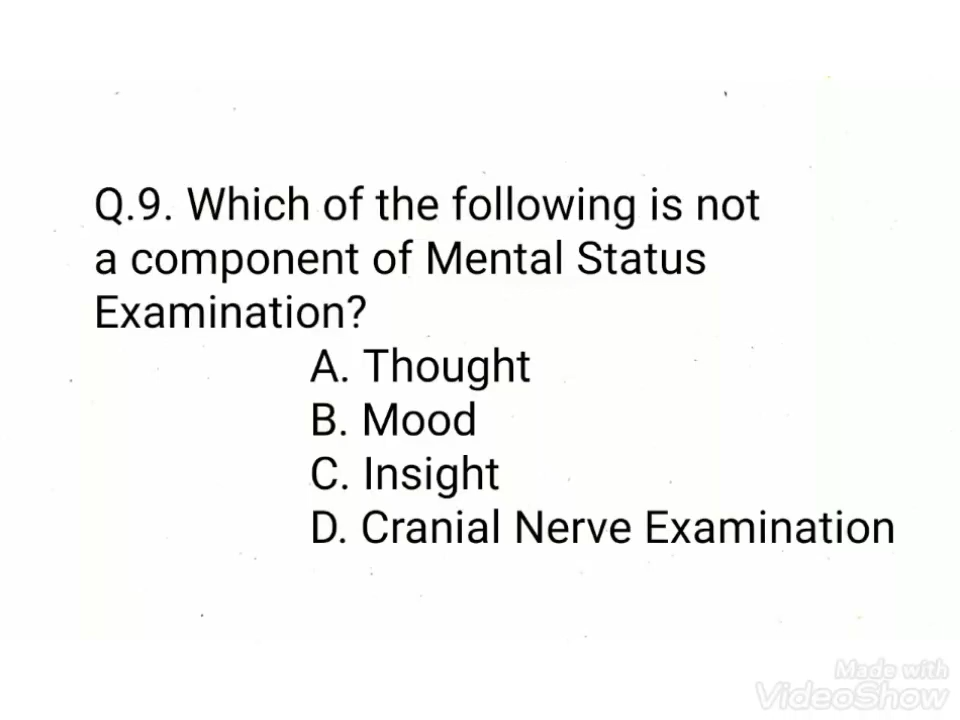 Q.9. Which of the following is not
a component of Mental Status
Examination?
A. Thought
B. Mood
C. Insight
D. Cranial Nerve Examination
Made with
VideoShow